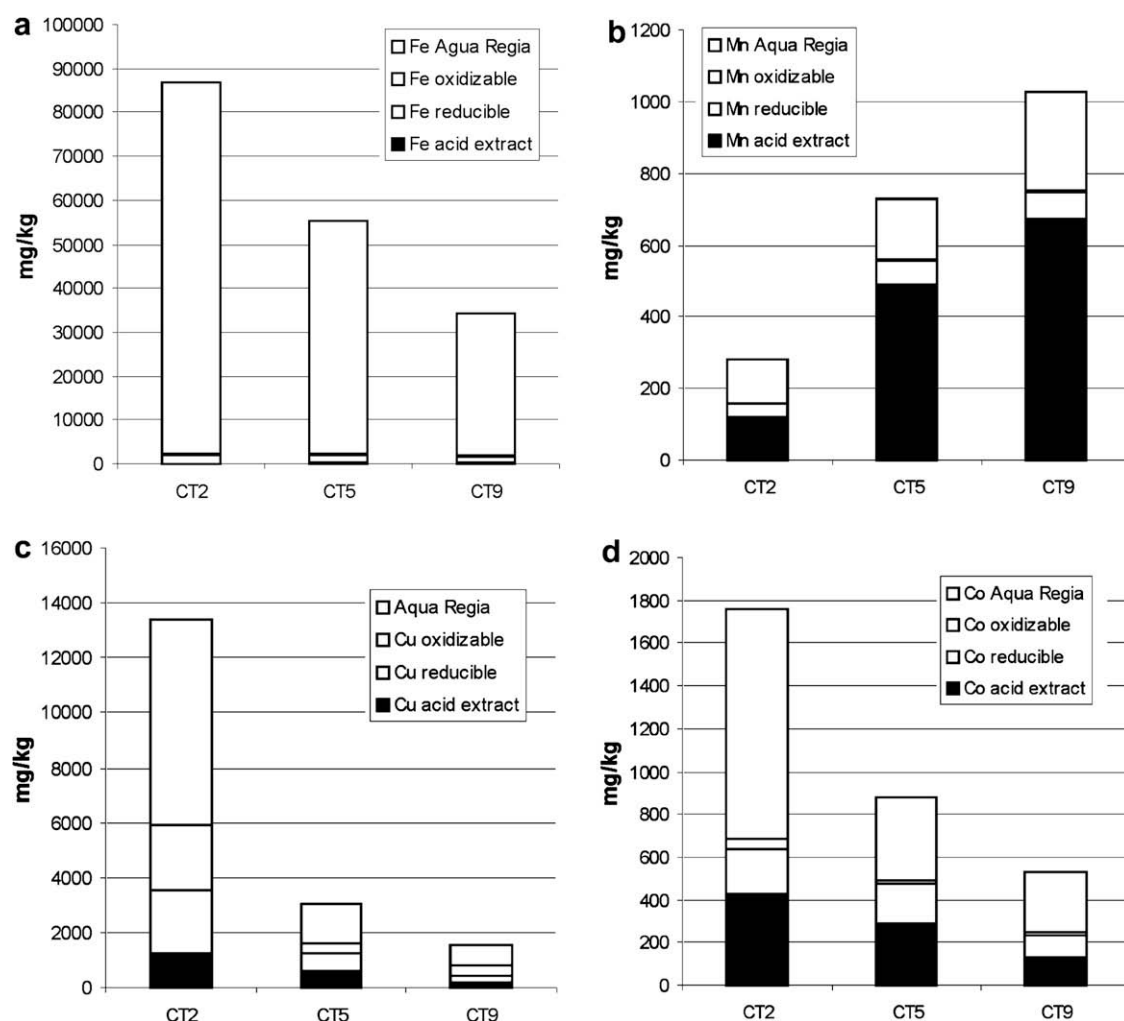 a
100000
90000
80000
70000
60000
50000
40000
30000
20000
10000
0
mg/kg
Fe Agua Regia
Fe oxidizable
Fe reducible
Fe acid extract
CT2 CT5 CT9
b
1200
1000
800
600
400
200
0
mg/kg
Mn Aqua Regia
Mn oxidizable
Mn reducible
Mn acid extract
CT2 CT5 CT9
c
16000
14000
12000
10000
8000
6000
4000
2000
0
mg/kg
Aqua Regia
Cu oxidizable
Cu reducible
Cu acid extract
CT2 CT5 CT9
d
2000
1800
1600
1400
1200
1000
800
600
400
200
0
mg/kg
Co Aqua Regia
Co oxidizable
Co reducible
Co acid extract
CT2 CT5 CT9